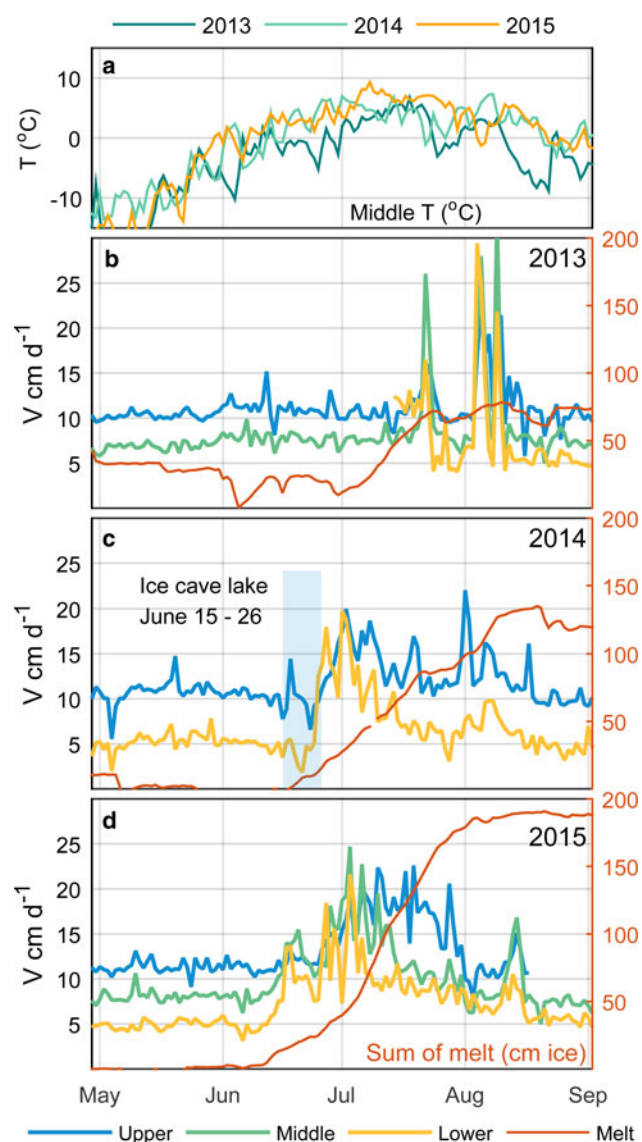 2013 2014 2015
a
10
0
-10
T (°C)
Middle T (°C)
b 2013
25
20
15
10
5
V cm d⁻¹
200
150
100
50
c 2014
Ice cave lake
June 15 - 26
25
20
15
10
5
V cm d⁻¹
200
150
100
50
d 2015
25
20
15
10
5
V cm d⁻¹
200
150
100
50
Sum of melt (cm ice)
May Jun Jul Aug Sep
Upper Middle Lower Melt